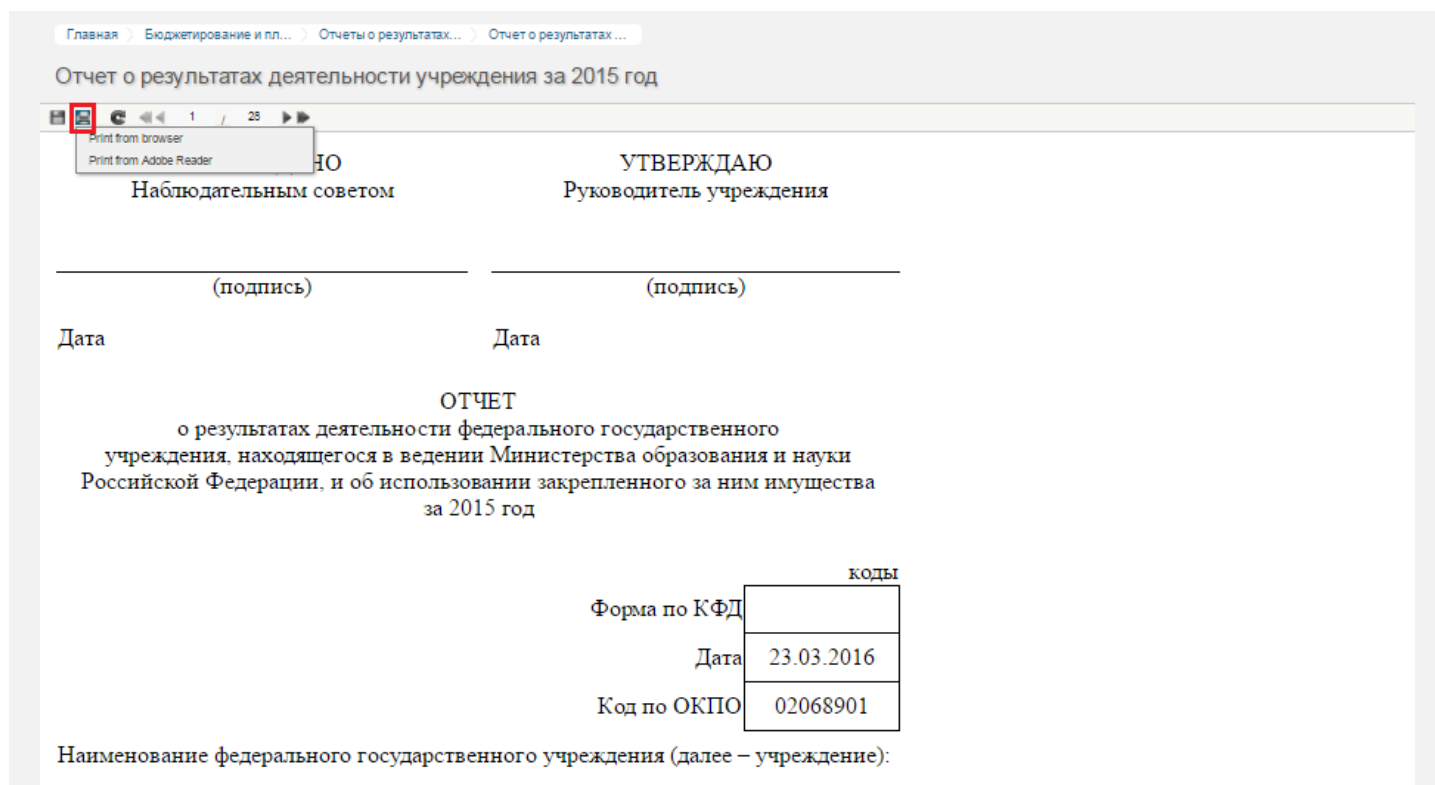 Главная Бюджетирование и пл... Отчеты о результатах... Отчет о результатах ...
Отчет о результатах деятельности учреждения за 2015 год
1 / 28
Print from browser
Print from Adobe Reader
НО УТВЕРЖДАЮ
Наблюдательным советом Руководитель учреждения
(подпись) (подпись)
Дата Дата
ОТЧЕТ
о результатах деятельности федерального государственного
учреждения, находящегося в ведении Министерства образования и науки
Российской Федерации, и об использовании закрепленного за ним имущества
за 2015 год
коды
Форма по КФД
Дата 23.03.2016
Код по ОКПО 02068901
Наименование федерального государственного учреждения (далее – учреждение):